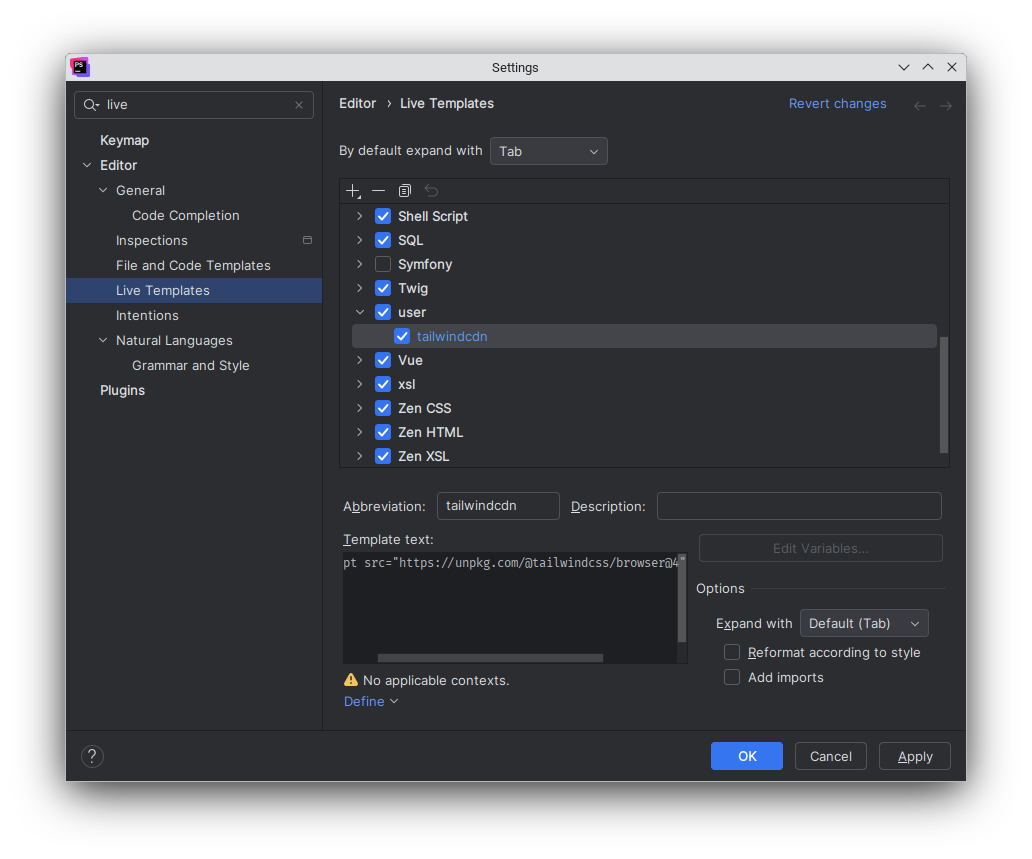 PS
Settings
live
Keymap
Editor
General
Code Completion
Inspections
File and Code Templates
Live Templates
Intentions
Natural Languages
Grammar and Style
Plugins
Editor › Live Templates
Revert changes
By default expand with Tab
Shell Script
SQL
Symfony
Twig
user
tailwindcdn
Vue
xsl
Zen CSS
Zen HTML
Zen XSL
Abbreviation: tailwindcdn Description:
Template text:
pt src="https://unpkg.com/@tailwindcss/browser@4"
Edit Variables...
Options
Expand with Default (Tab)
Reformat according to style
Add imports
No applicable contexts.
Define
?
OK Cancel Apply